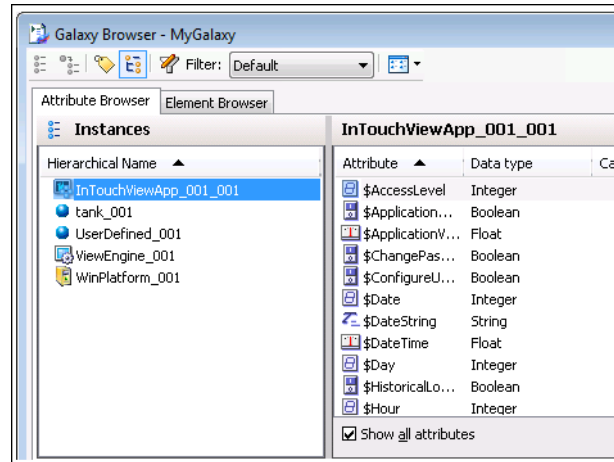 Galaxy Browser - MyGalaxy
Filter: Default
Attribute Browser Element Browser
Instances
InTouchViewApp_001_001
Hierarchical Name
Attribute Data type Ca
InTouchViewApp_001_001
tank_001
UserDefined_001
ViewEngine_001
WinPlatform_001
$AccessLevel Integer
$Application... Boolean
$ApplicationV... Float
$ChangePas... Boolean
$ConfigureU... Boolean
$Date Integer
$DateString String
$DateTime Float
$Day Integer
$HistoricalLo... Boolean
$Hour Integer
Show all attributes